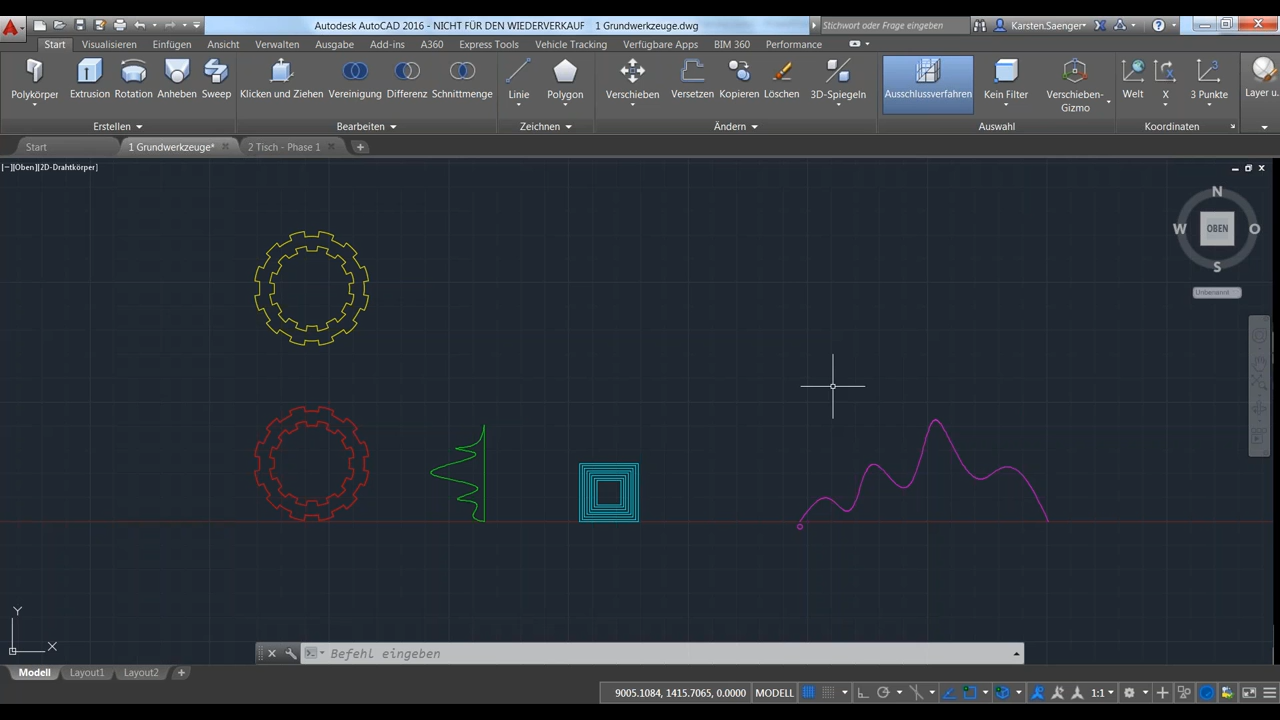 Autodesk AutoCAD 2016 - NICHT FÜR DEN WIEDERVERKAUF 1 Grundwerkzeuge.dwg
Stichwort oder Frage eingeben
Karsten.Saenger
Start Visualisieren Einfügen Ansicht Verwalten Ausgabe Add-ins A360 Express Tools Vehicle Tracking Verfügbare Apps BIM 360 Performance
Polykörper Extrusion Rotation Anheben Sweep Klicken und Ziehen Vereinigung Differenz Schnittmenge Linie Polygon Verschieben Versetzen Kopieren Löschen 3D-Spiegeln Ausschlussverfahren Kein Filter Verschieben-Gizmo Welt X 3 Punkte Layer u.
Erstellen Bearbeiten Zeichnen Ändern Auswahl Koordinaten
Start 1 Grundwerkzeuge* 2 Tisch - Phase 1
[−][Oben][2D-Drahtkörper]
N
W OBEN O
S
Unbenannt
Y
X
Befehl eingeben
Modell Layout1 Layout2
9005.1084, 1415.7065, 0.0000 MODELL 1:1